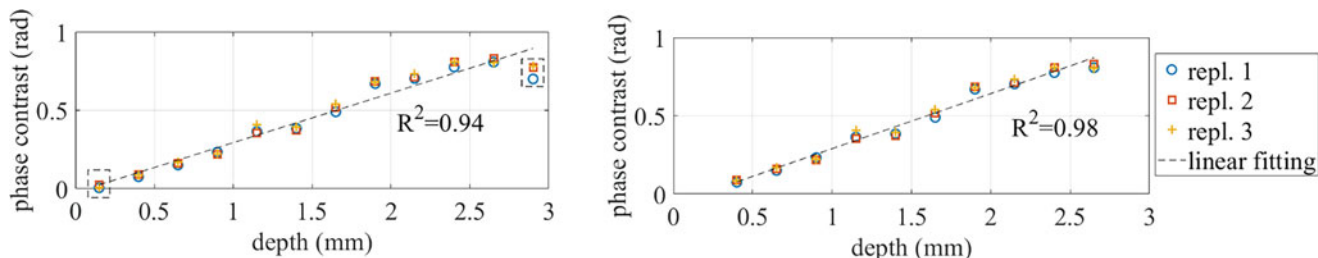 phase contrast (rad)
1
0.5
0
R²=0.94
0 0.5 1 1.5 2 2.5 3
depth (mm)
phase contrast (rad)
1
0.5
0
R²=0.98
0 0.5 1 1.5 2 2.5 3
depth (mm)
repl. 1
repl. 2
repl. 3
linear fitting